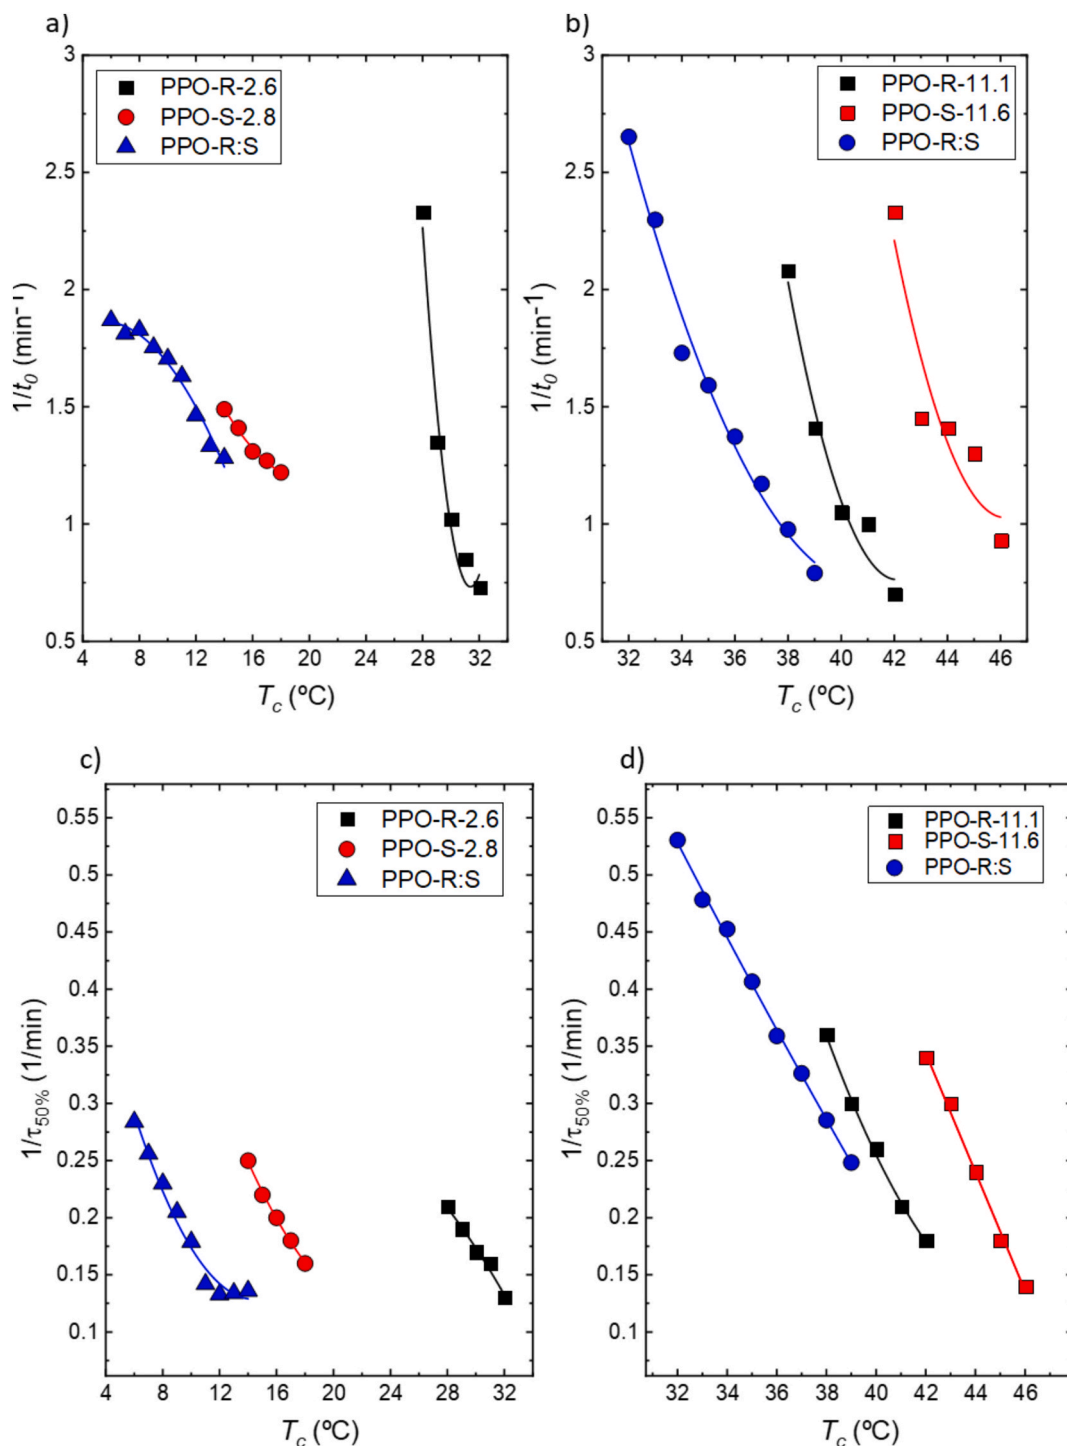 a)
3
2.5
2
1.5
1
0.5
1/t0 (min⁻¹)
PPO-R-2.6
PPO-S-2.8
PPO-R:S
4 8 12 16 20 24 28 32
Tc (ºC)
b)
3
2.5
2
1.5
1
0.5
1/t0 (min⁻¹)
PPO-R-11.1
PPO-S-11.6
PPO-R:S
32 34 36 38 40 42 44 46
Tc (ºC)
c)
0.55
0.5
0.45
0.4
0.35
0.3
0.25
0.2
0.15
0.1
1/τ50% (1/min)
PPO-R-2.6
PPO-S-2.8
PPO-R:S
4 8 12 16 20 24 28 32
Tc (ºC)
d)
0.55
0.5
0.45
0.4
0.35
0.3
0.25
0.2
0.15
0.1
1/τ50% (1/min)
PPO-R-11.1
PPO-S-11.6
PPO-R:S
32 34 36 38 40 42 44 46
Tc (ºC)